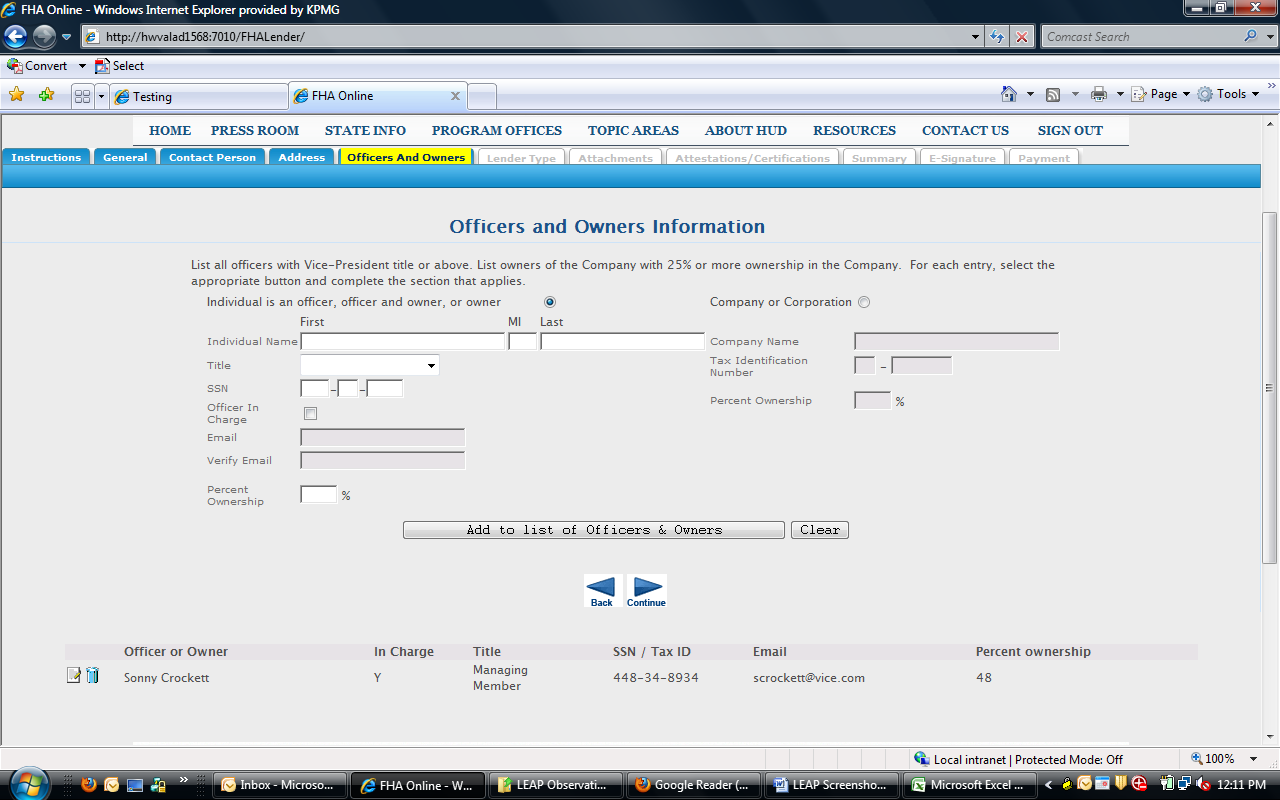 FHA Online - Windows Internet Explorer provided by KPMG
http://hwvalad1568:7010/FHALender/
Comcast Search
Convert Select
Testing FHA Online Page Tools
HOME PRESS ROOM STATE INFO PROGRAM OFFICES TOPIC AREAS ABOUT HUD RESOURCES CONTACT US SIGN OUT
Instructions General Contact Person Address Officers And Owners Lender Type Attachments Attestations/Certifications Summary E-Signature Payment
Officers and Owners Information
List all officers with Vice-President title or above. List owners of the Company with 25% or more ownership in the Company. For each entry, select the
appropriate button and complete the section that applies.
Individual is an officer, officer and owner, or owner Company or Corporation
First MI Last
Individual Name Company Name
Title Tax Identification
Number
SSN - -
–
Officer In
Charge
Percent Ownership %
Email
Verify Email
Percent
Ownership %
Add to list of Officers & Owners Clear
Back Continue
Officer or Owner In Charge Title SSN / Tax ID Email Percent ownership
Sonny Crockett Y Managing
Member 448-34-8934 scrockett@vice.com 48
Local intranet | Protected Mode: Off 100%
Inbox - Microso... FHA Online - W... LEAP Observati... Google Reader (... LEAP Screensho... Microsoft Excel ... 12:11 PM